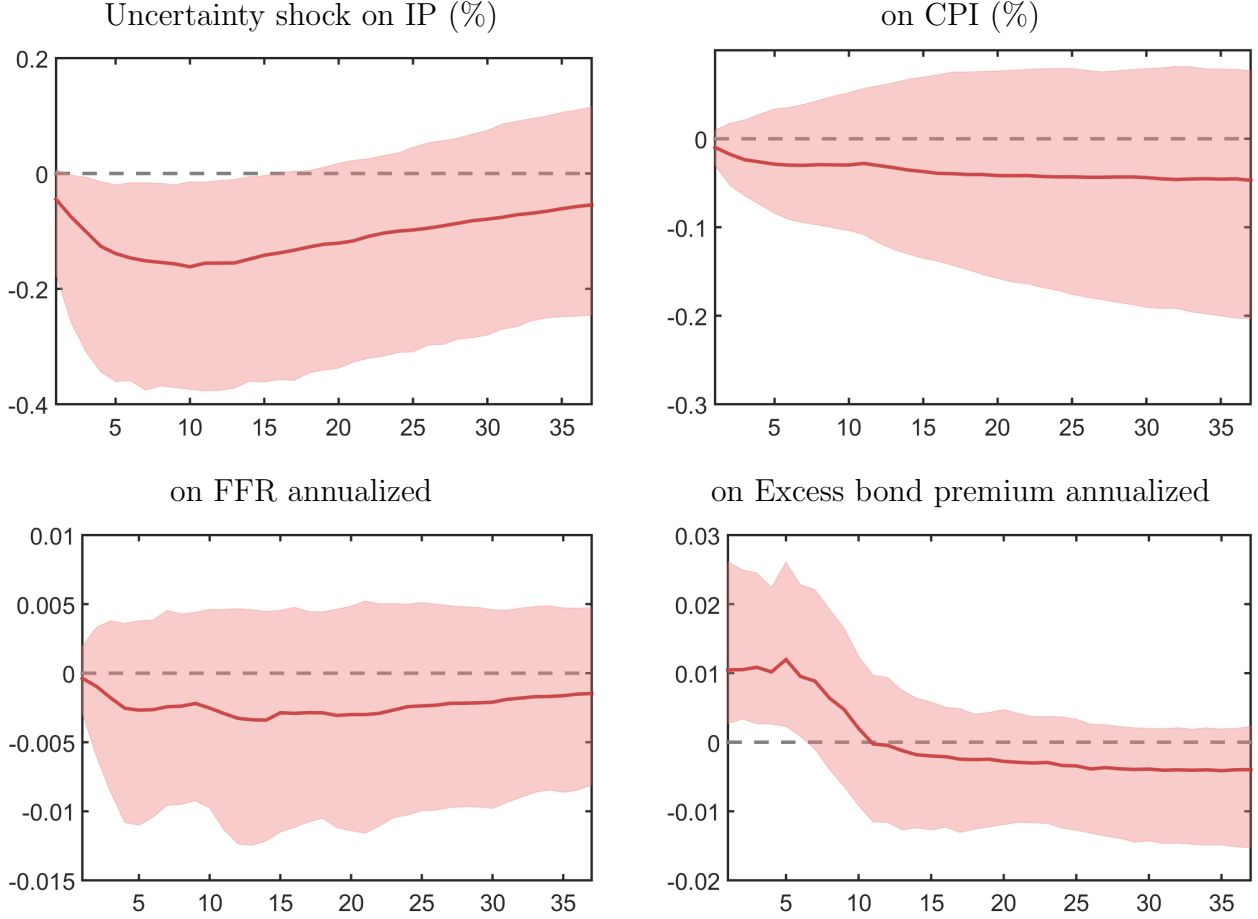 Uncertainty shock on IP (%)
0.2
0
-0.2
-0.4
5 10 15 20 25 30 35
on CPI (%)
0
-0.1
-0.2
-0.3
5 10 15 20 25 30 35
on FFR annualized
0.01
0.005
0
-0.005
-0.01
-0.015
5 10 15 20 25 30 35
on Excess bond premium annualized
0.03
0.02
0.01
0
-0.01
-0.02
5 10 15 20 25 30 35